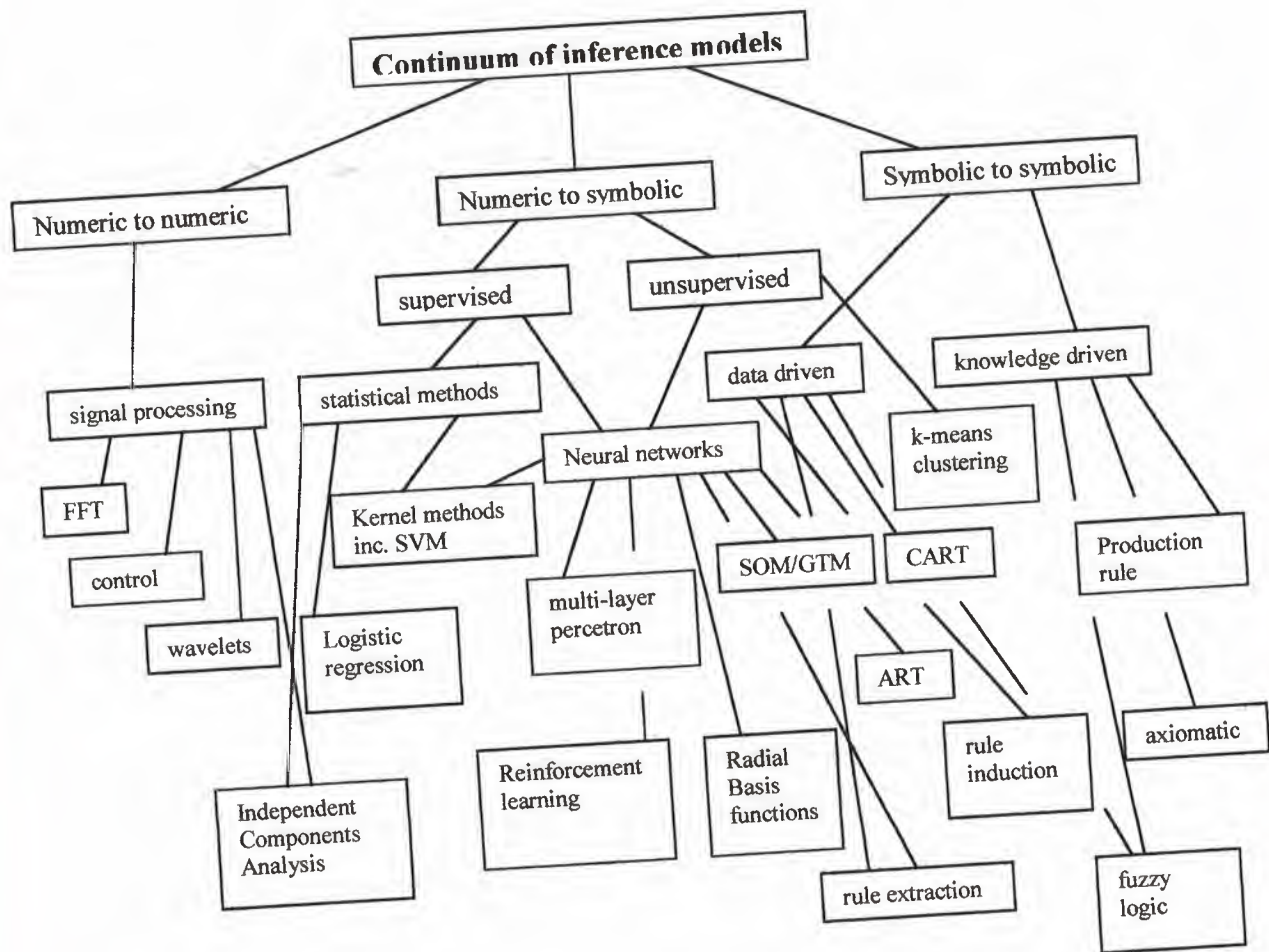 Continuum of inference models
Numeric to numeric
Numeric to symbolic
Symbolic to symbolic
supervised
unsupervised
signal processing
statistical methods
data driven
knowledge driven
Neural networks
k-means
clustering
FFT
control
wavelets
Kernel methods
inc. SVM
Logistic
regression
multi-layer
percetron
SOM/GTM
CART
Production
rule
ART
axiomatic
Independent
Components
Analysis
Reinforcement
learning
Radial
Basis
functions
rule
induction
rule extraction
fuzzy
logic